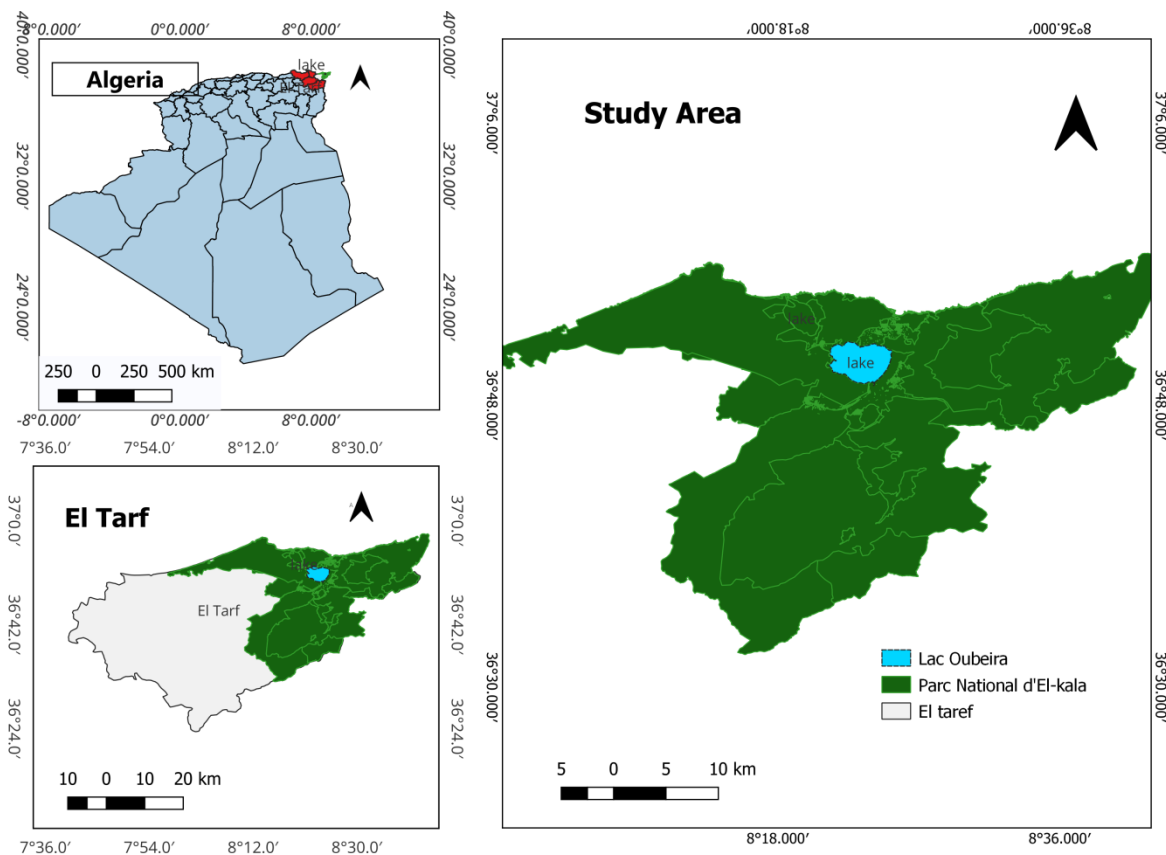 -8°0.000′ 0°0.000′ 8°0.000′
40°0.000′
40°0.000′
lake
Algeria
32°0.000′
32°0.000′
24°0.000′
24°0.000′
250 0 250 500 km
-8°0.000′ 0°0.000′ 8°0.000′
7°36.0′ 7°54.0′ 8°12.0′ 8°30.0′
El Tarf
37°0.0′
37°0.0′
El Tarf
36°42.0′
36°42.0′
36°24.0′
36°24.0′
10 0 10 20 km
7°36.0′ 7°54.0′ 8°12.0′ 8°30.0′
8°18.000′ 8°36.000′
37°6.000′
37°6.000′
Study Area
lake
lake
36°48.000′
36°48.000′
Lac Oubeira
Parc National d'El-kala
El taref
36°30.000′
36°30.000′
5 0 5 10 km
8°18.000′ 8°36.000′